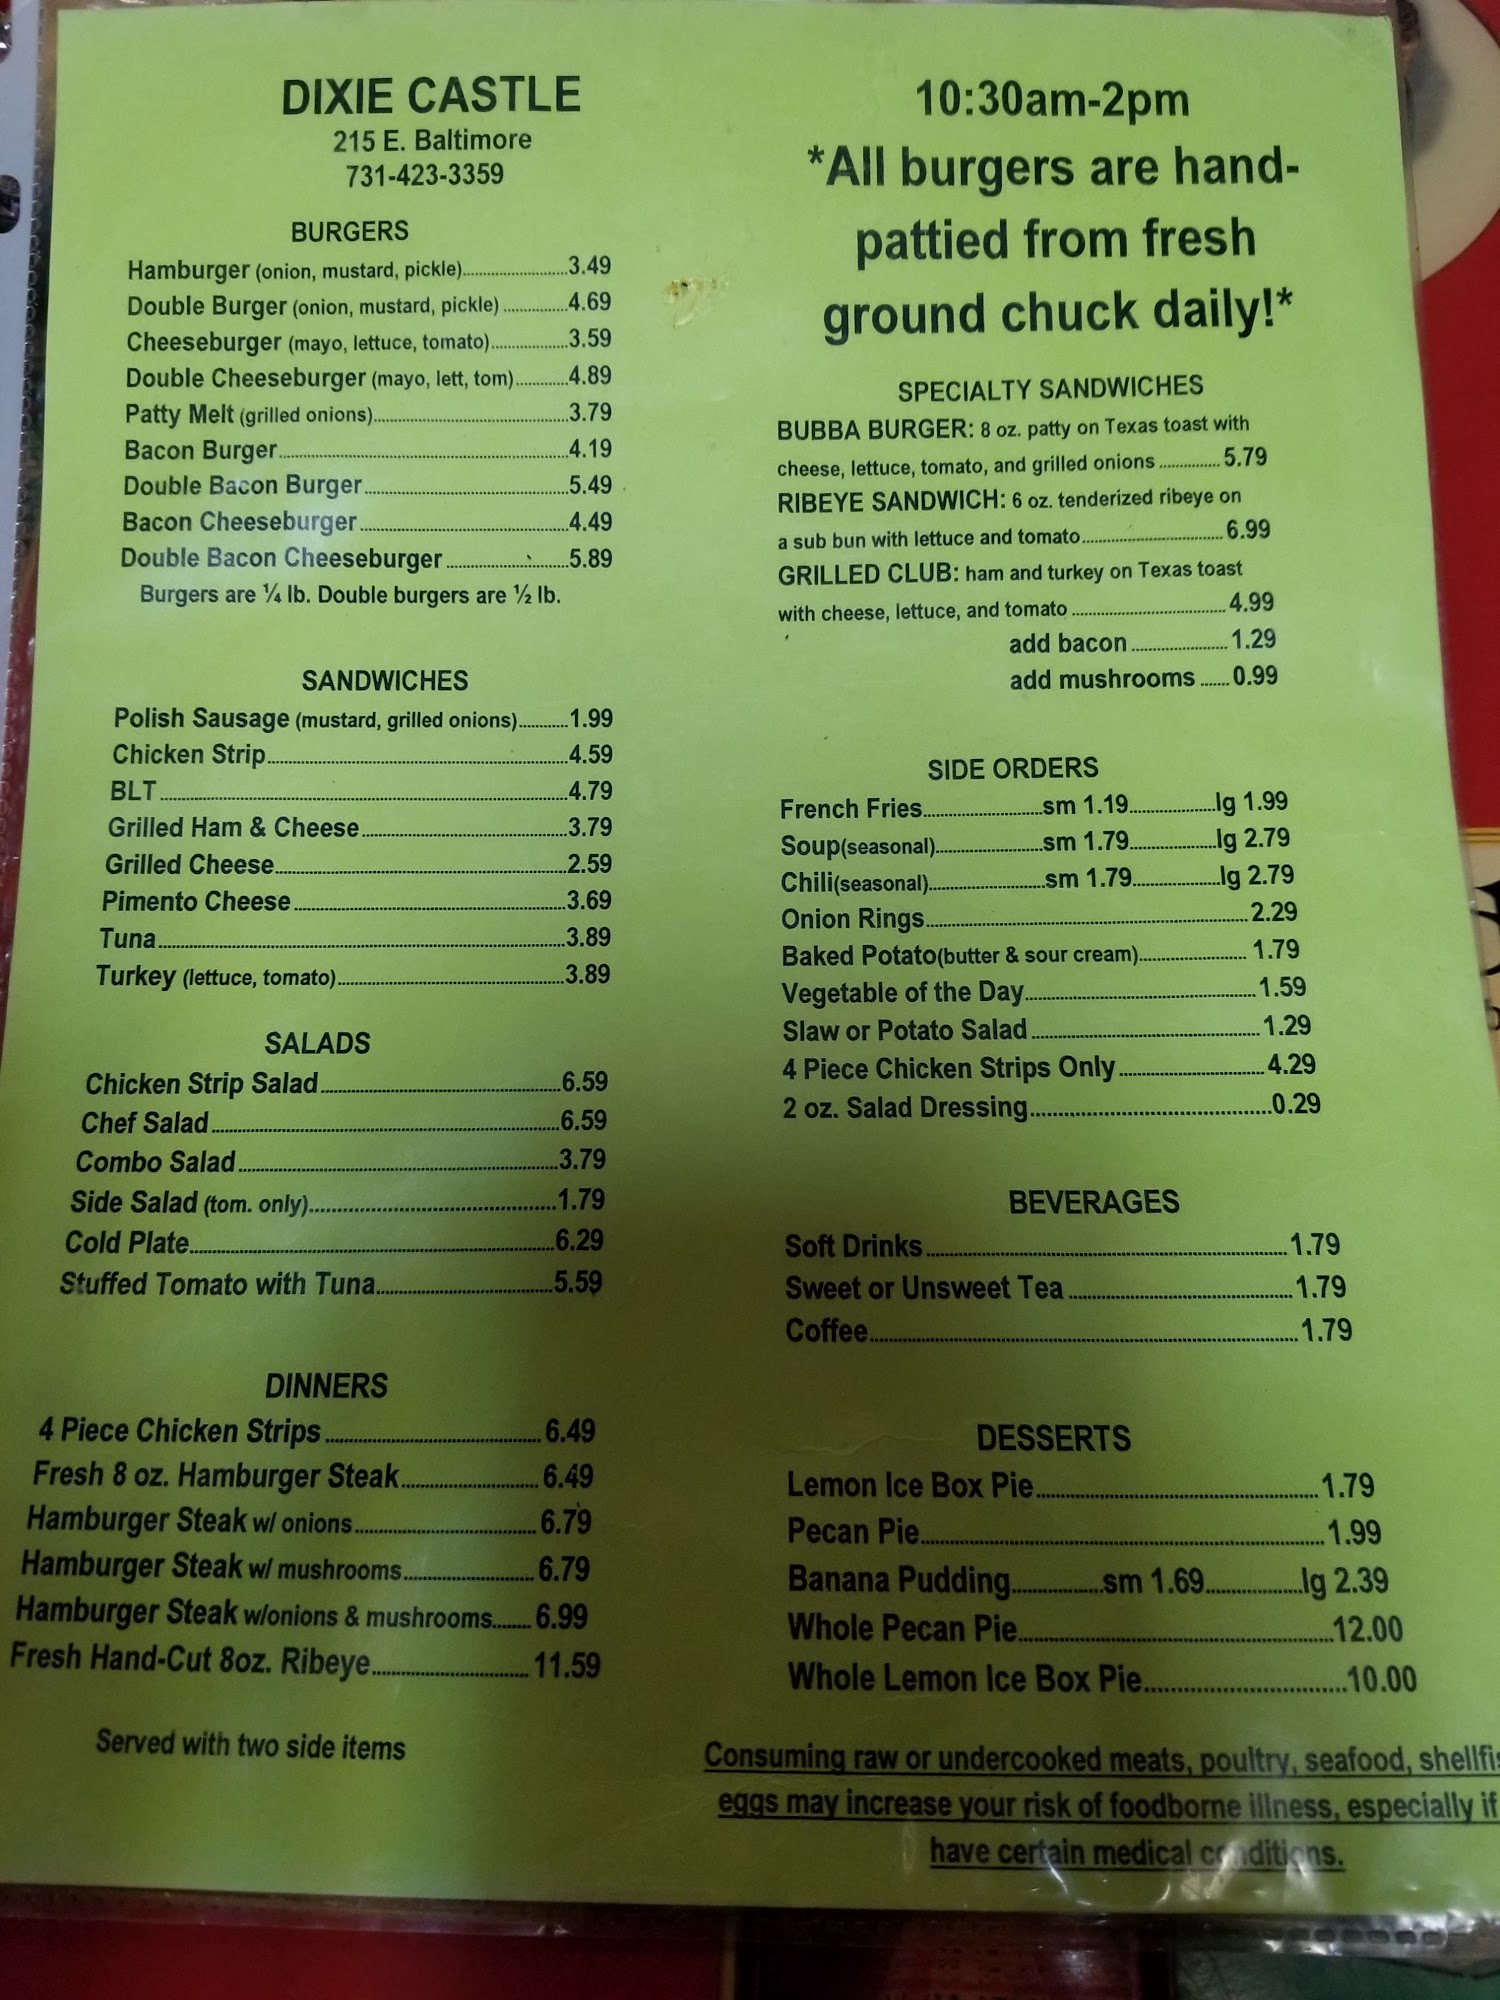 DIXIE CASTLE
215 E. Baltimore
731-423-3359
BURGERS
Hamburger (onion, mustard, pickle)..........3.49
Double Burger (onion, mustard, pickle)..........4.69
Cheeseburger (mayo, lettuce, tomato)..........3.59
Double Cheeseburger (mayo, lett, tom)..........4.89
Patty Melt (grilled onions)..........3.79
Bacon Burger..........4.19
Double Bacon Burger..........5.49
Bacon Cheeseburger..........4.49
Double Bacon Cheeseburger..........5.89
Burgers are ¼ lb. Double burgers are ½ lb.
SANDWICHES
Polish Sausage (mustard, grilled onions)..........1.99
Chicken Strip..........4.59
BLT..........4.79
Grilled Ham & Cheese..........3.79
Grilled Cheese..........2.59
Pimento Cheese..........3.69
Tuna..........3.89
Turkey (lettuce, tomato)..........3.89
SALADS
Chicken Strip Salad..........6.59
Chef Salad..........6.59
Combo Salad..........3.79
Side Salad (tom. only)..........1.79
Cold Plate..........6.29
Stuffed Tomato with Tuna..........5.59
DINNERS
4 Piece Chicken Strips..........6.49
Fresh 8 oz. Hamburger Steak..........6.49
Hamburger Steak w/ onions..........6.79
Hamburger Steak w/ mushrooms..........6.79
Hamburger Steak w/onions & mushrooms..........6.99
Fresh Hand-Cut 8oz. Ribeye..........11.59
Served with two side items
10:30am-2pm
*All burgers are hand-
pattied from fresh
ground chuck daily!*
SPECIALTY SANDWICHES
BUBBA BURGER: 8 oz. patty on Texas toast with
cheese, lettuce, tomato, and grilled onions..........5.79
RIBEYE SANDWICH: 6 oz. tenderized ribeye on
a sub bun with lettuce and tomato..........6.99
GRILLED CLUB: ham and turkey on Texas toast
with cheese, lettuce, and tomato..........4.99
add bacon..........1.29
add mushrooms..........0.99
SIDE ORDERS
French Fries..........sm 1.19..........lg 1.99
Soup(seasonal)..........sm 1.79..........lg 2.79
Chili(seasonal)..........sm 1.79..........lg 2.79
Onion Rings..........2.29
Baked Potato(butter & sour cream)..........1.79
Vegetable of the Day..........1.59
Slaw or Potato Salad..........1.29
4 Piece Chicken Strips Only..........4.29
2 oz. Salad Dressing..........0.29
BEVERAGES
Soft Drinks..........1.79
Sweet or Unsweet Tea..........1.79
Coffee..........1.79
DESSERTS
Lemon Ice Box Pie..........1.79
Pecan Pie..........1.99
Banana Pudding..........sm 1.69..........lg 2.39
Whole Pecan Pie..........12.00
Whole Lemon Ice Box Pie..........10.00
Consuming raw or undercooked meats, poultry, seafood, shellfis
eggs may increase your risk of foodborne illness, especially if
have certain medical conditions.